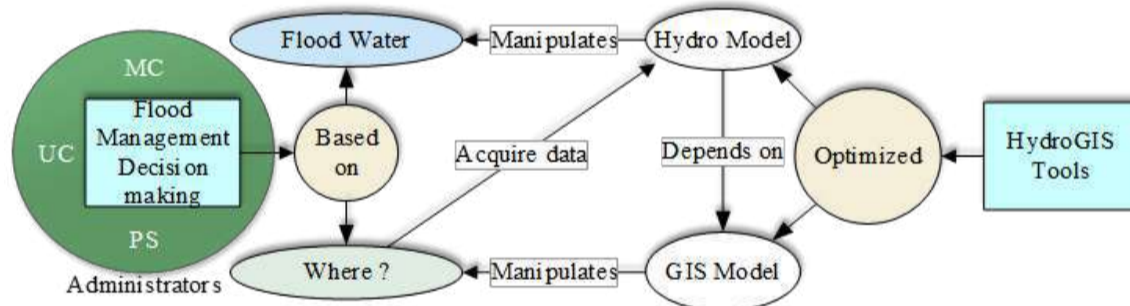 MC
UC
Flood
Management
Decision
making
PS
Administrators
Based
on
Flood Water
Where ?
Manipulates
Acquire data
Manipulates
Hydro Model
Depends on
GIS Model
Optimized
HydroGIS
Tools